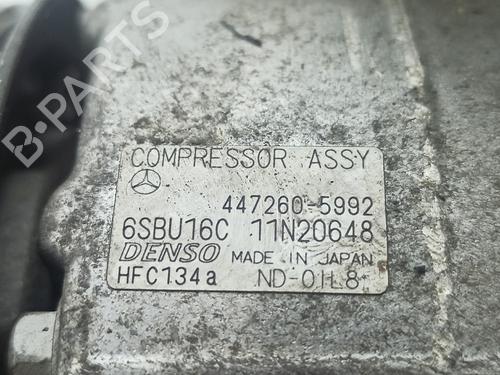 COMPRESSOR ASSY
447260-5992
6SBU16C 11N20648
DENSO MADE IN JAPAN
HFC134a ND-OIL8
B-PARTS